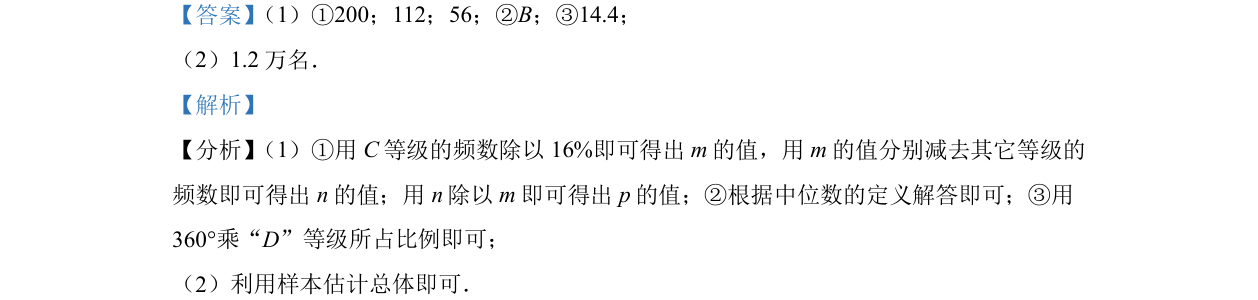 【答案】（1）①200；112；56；②B；③14.4；
（2）1.2 万名．
【解析】
【分析】（1）①用 C 等级的频数除以 16%即可得出 m 的值，用 m 的值分别减去其它等级的
频数即可得出 n 的值；用 n 除以 m 即可得出 p 的值；②根据中位数的定义解答即可；③用
360°乘“D”等级所占比例即可；
（2）利用样本估计总体即可．